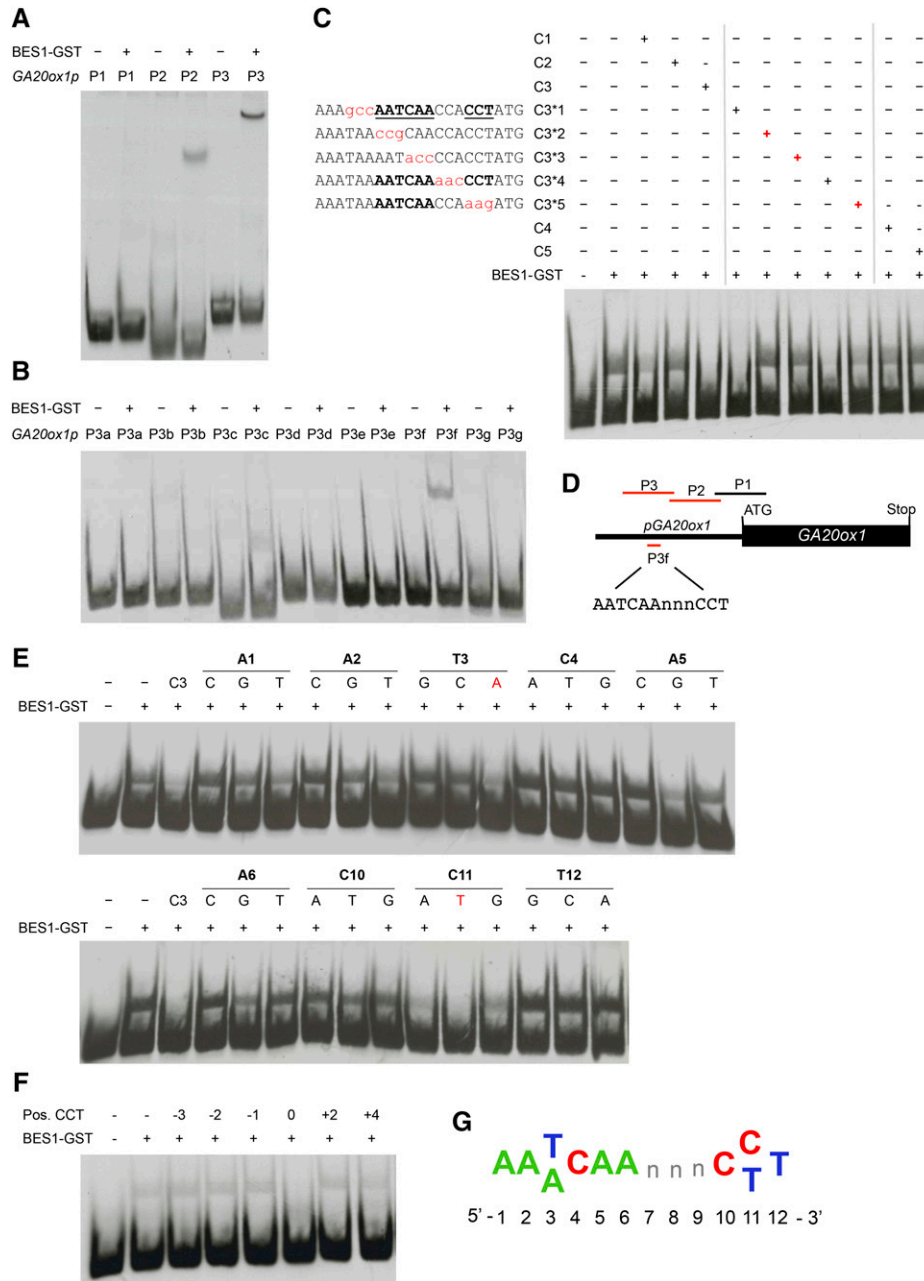 A
BES1-GST – + – + – +
GA20ox1p P1 P1 P2 P2 P3 P3
B
BES1-GST – + – + – + – + – + – + – +
GA20ox1p P3a P3a P3b P3b P3c P3c P3d P3d P3e P3e P3f P3f P3g P3g
C
C1 – – + – – – – – – – – –
C2 – – – + - – – – – – – –
C3 – – – – + – – – – – – –
AAAgccAATCAACCACCTATG C3*1 – – – – – + – – – – – –
AAATAAccgCAACCACCTATG C3*2 – – – – – – + – – – – –
AAATAAAATaccCCACCTATG C3*3 – – – – – – – + – – – –
AAATAAAATCAAaacCCTATG C3*4 – – – – – – – – + – – –
AAATAAAATCAACCAaagATG C3*5 – – – – – – – – – + - -
C4 – – – – – – – – – – + -
C5 – – – – – – – – – – – +
BES1-GST - + + + + + + + + + + +
D
P3 P2 P1
ATG Stop
pGA20ox1 GA20ox1
P3f
AATCAAnnnCCT
E
A1 A2 T3 C4 A5
– – C3 C G T C G T G C A A T G C G T
BES1-GST – + + + + + + + + + + + + + + + + +
A6 C10 C11 T12
– – C3 C G T A T G A T G G C A
BES1-GST – + + + + + + + + + + + + + +
F
Pos. CCT - - -3 -2 -1 0 +2 +4
BES1-GST - + + + + + + +
G
AATCAAnnnCCT
A T
5' - 1 2 3 4 5 6 7 8 9 10 11 12 - 3'